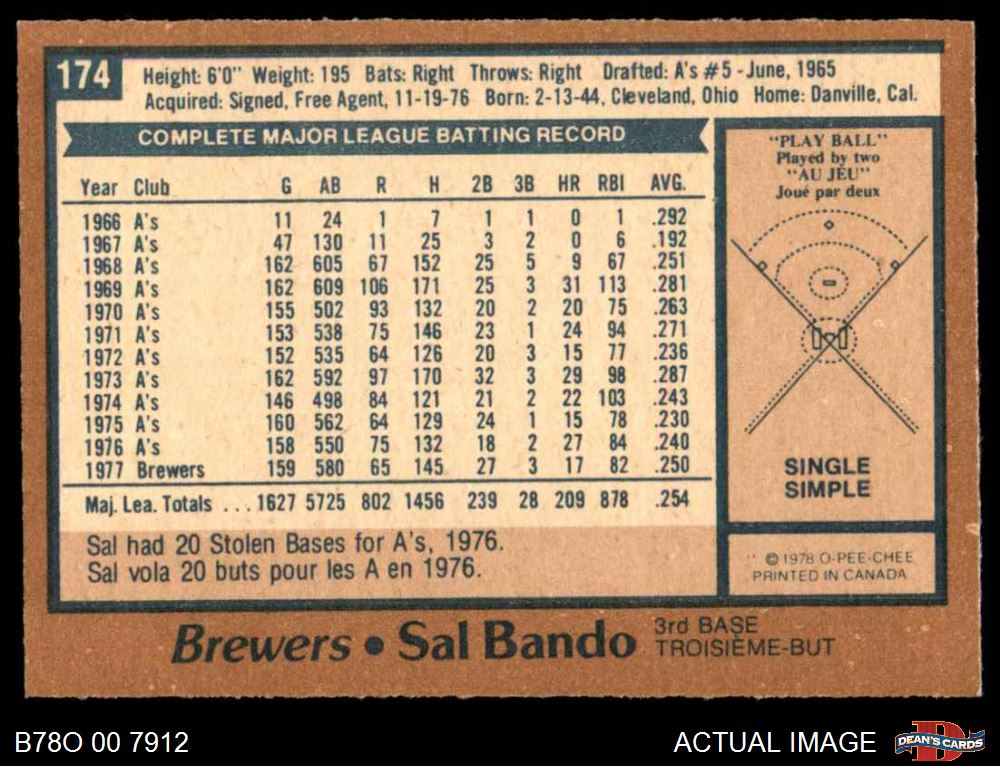 174
Height: 6'0" Weight: 195 Bats: Right Throws: Right Drafted: A's #5 - June, 1965
Acquired: Signed, Free Agent, 11-19-76 Born: 2-13-44, Cleveland, Ohio Home: Danville, Cal.
COMPLETE MAJOR LEAGUE BATTING RECORD
Year Club G AB R H 2B 3B HR RBI AVG.
1966 A's 11 24 1 7 1 1 0 1 .292
1967 A's 47 130 11 25 3 2 0 6 .192
1968 A's 162 605 67 152 25 5 9 67 .251
1969 A's 162 609 106 171 25 3 31 113 .281
1970 A's 155 502 93 132 20 2 20 75 .263
1971 A's 153 538 75 146 23 1 24 94 .271
1972 A's 152 535 64 126 20 3 15 77 .236
1973 A's 162 592 97 170 32 3 29 98 .287
1974 A's 146 498 84 121 21 2 22 103 .243
1975 A's 160 562 64 129 24 1 15 78 .230
1976 A's 158 550 75 132 18 2 27 84 .240
1977 Brewers 159 580 65 145 27 3 17 82 .250
Maj. Lea. Totals ... 1627 5725 802 1456 239 28 209 878 .254
Sal had 20 Stolen Bases for A's, 1976.
Sal vola 20 buts pour les A en 1976.
"PLAY BALL"
Played by two
"AU JEU"
Joué par deux
SINGLE
SIMPLE
© 1978 O-PEE-CHEE
PRINTED IN CANADA
Brewers • Sal Bando
3rd BASE
TROISIÈME-BUT
B78O 00 7912
ACTUAL IMAGE
DEAN'S CARDS